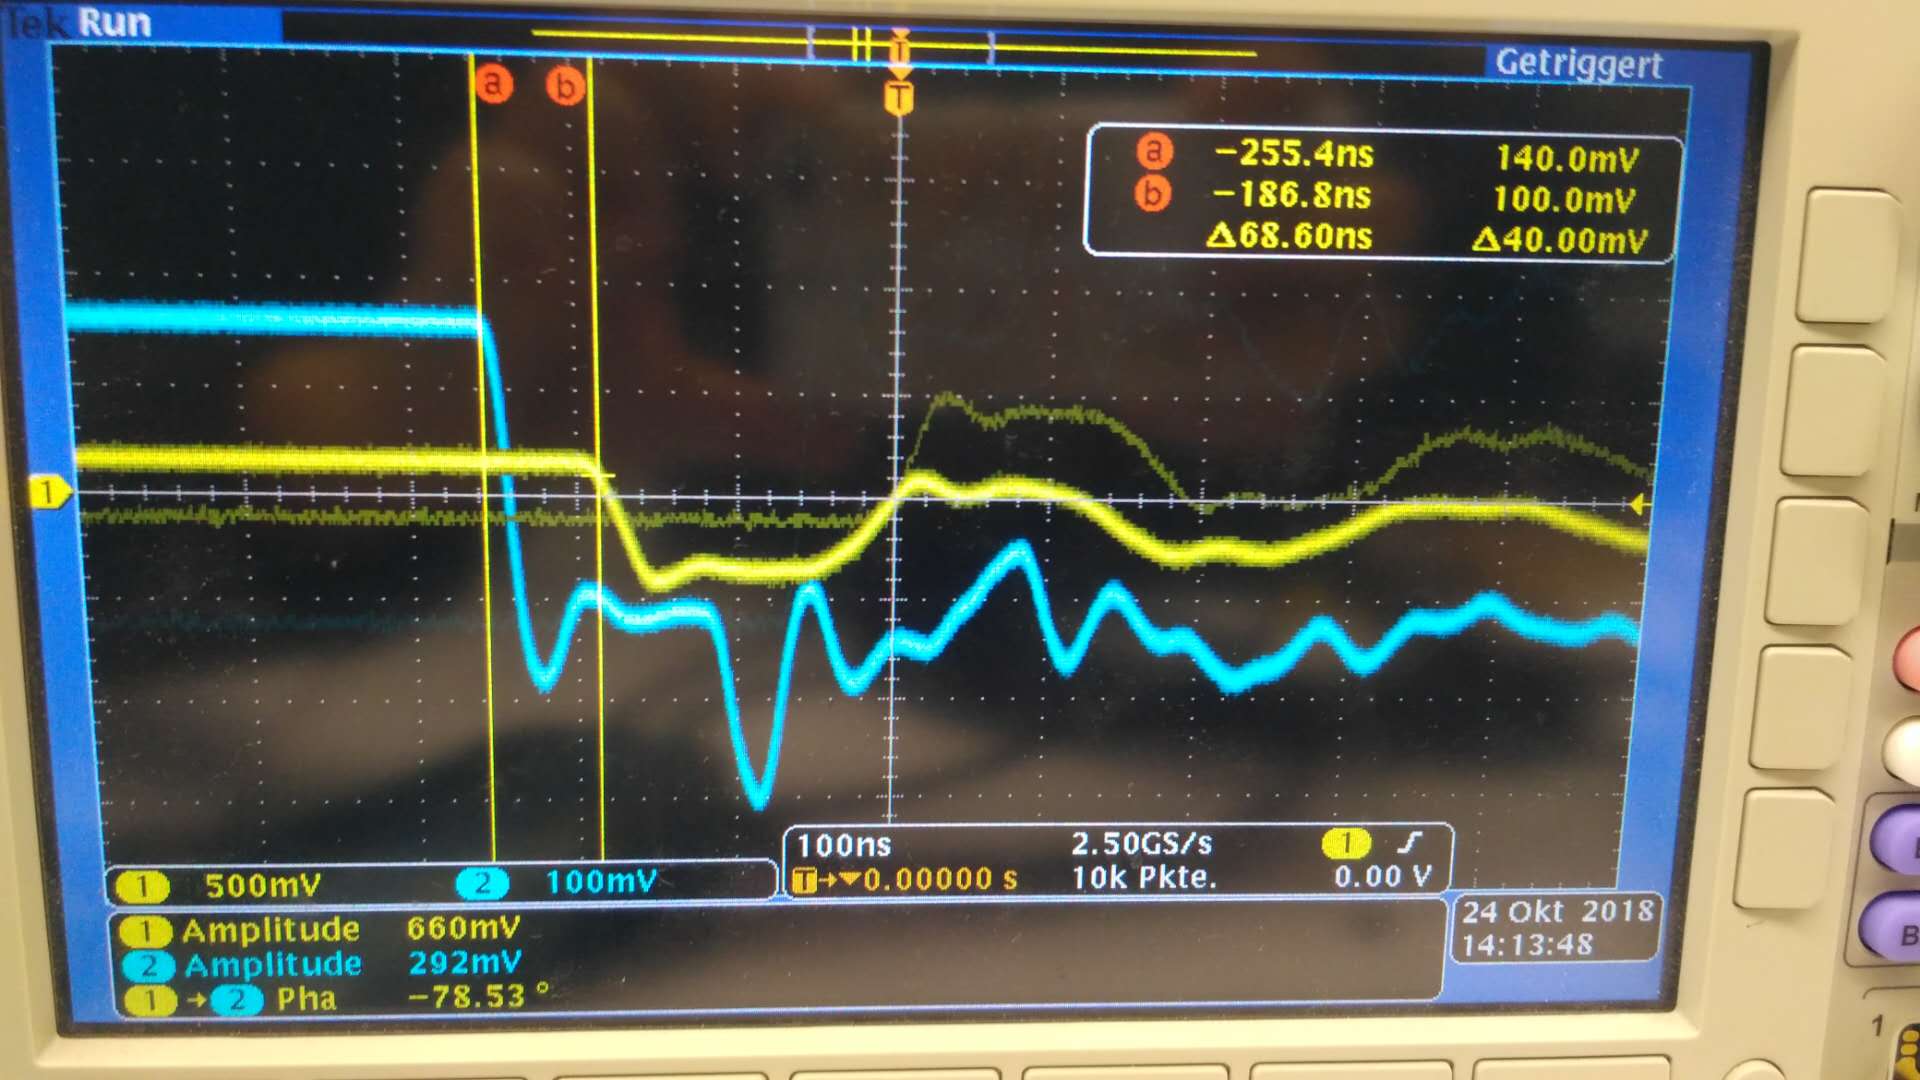 Tek Run
Getriggert
a b
T
T
a -255.4ns 140.0mV
b -186.8ns 100.0mV
Δ68.60ns Δ40.00mV
1
1 500mV 2 100mV
100ns 2.50GS/s 1
T→▼0.00000 s 10k Pkte. 0.00 V
1 Amplitude 660mV
2 Amplitude 292mV
1 → 2 Pha -78.53 °
24 Okt 2018
14:13:48
B
1